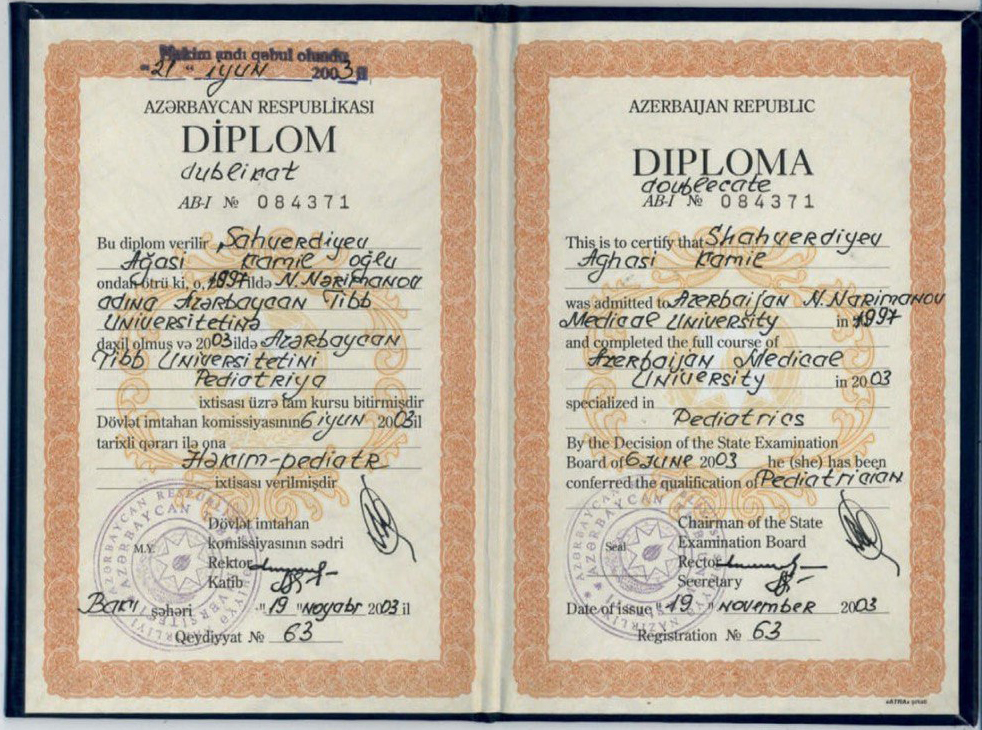 Həkim andı qəbul olundu
"21" iyun 2003 il
AZƏRBAYCAN RESPUBLİKASI
DİPLOM
dublikat
AB-I № 084371
Bu diplom verilir Şahverdiyev
Ağasi Kamil oğlu
ondan ötrü ki, o, 1997 ildə N.Nərimanov
adına Azərbaycan Tibb
Universitetinə
daxil olmuş və 2003 ildə Azərbaycan
Tibb Universitetini
Pediatriya
ixtisası üzrə tam kursu bitirmişdir
Dövlət imtahan komissiyasının 6 iyun 2003 il
tarixli qərarı ilə ona
Həkim-pediatr
ixtisası verilmişdir
Dövlət imtahan
M.Y. komissiyasının sədri
Rektor
Katib
Bakı şəhəri "19" noyabr 2003 il
Qeydiyyat № 63
AZERBAIJAN REPUBLIC
DIPLOMA
doublecate
AB-I № 084371
This is to certify that Shahverdiyev
Aghasi Kamil
was admitted to Azerbaijan N.Narimanov
Medical University in 1997
and completed the full course of
Azerbaijan Medical
University in 2003
specialized in
Pediatrics
By the Decision of the State Examination
Board of 6 June 2003 he (she) has been
conferred the qualification of Pediatrician
Chairman of the State
Seal Examination Board
Rector
Secretary
Date of issue "19" november 2003
Registration № 63